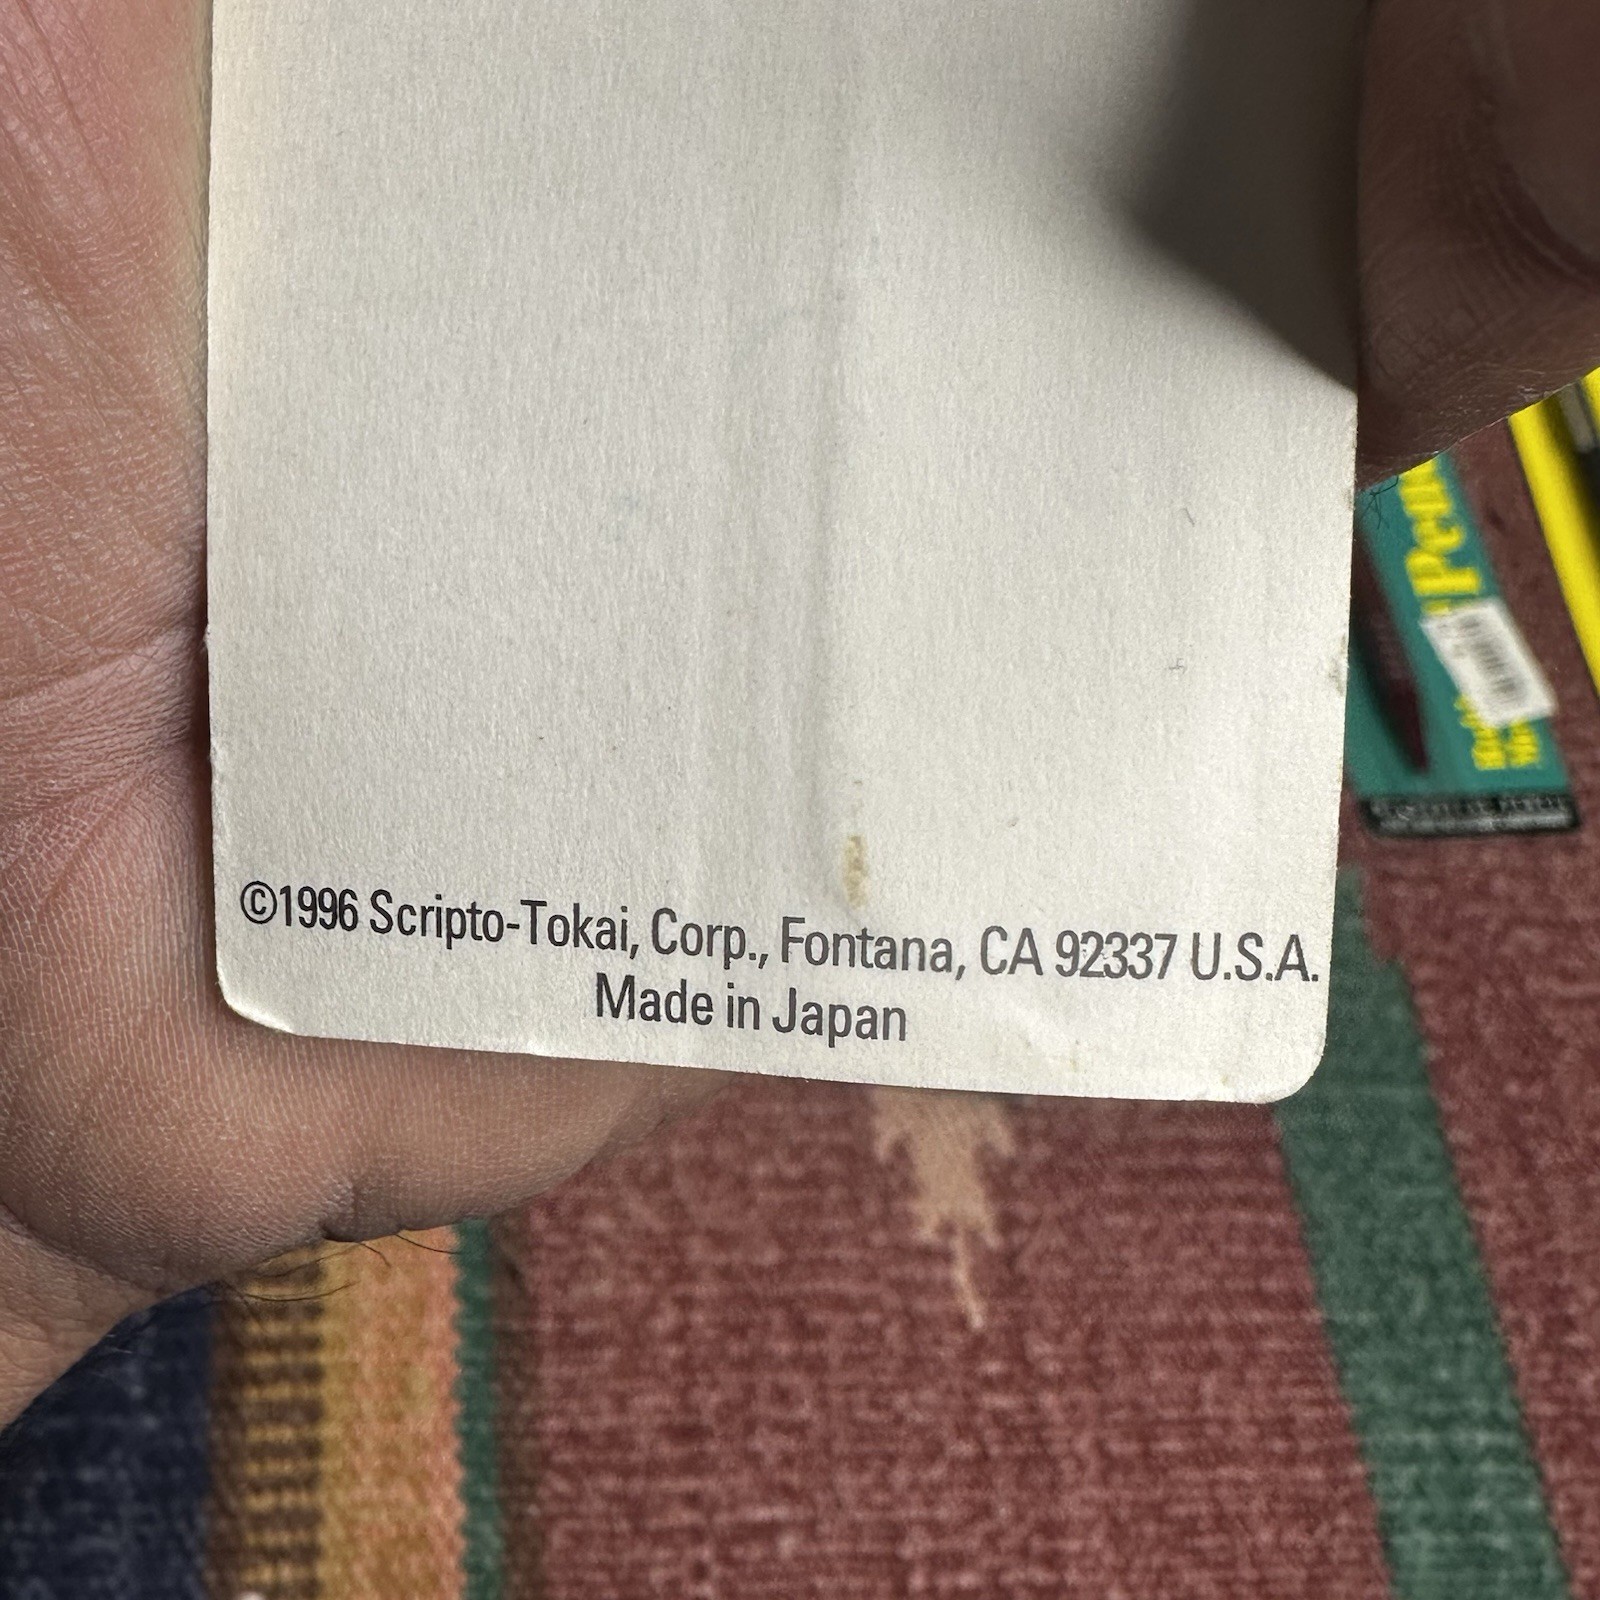 ©1996 Scripto-Tokai, Corp., Fontana, CA 92337 U.S.A.
Made in Japan